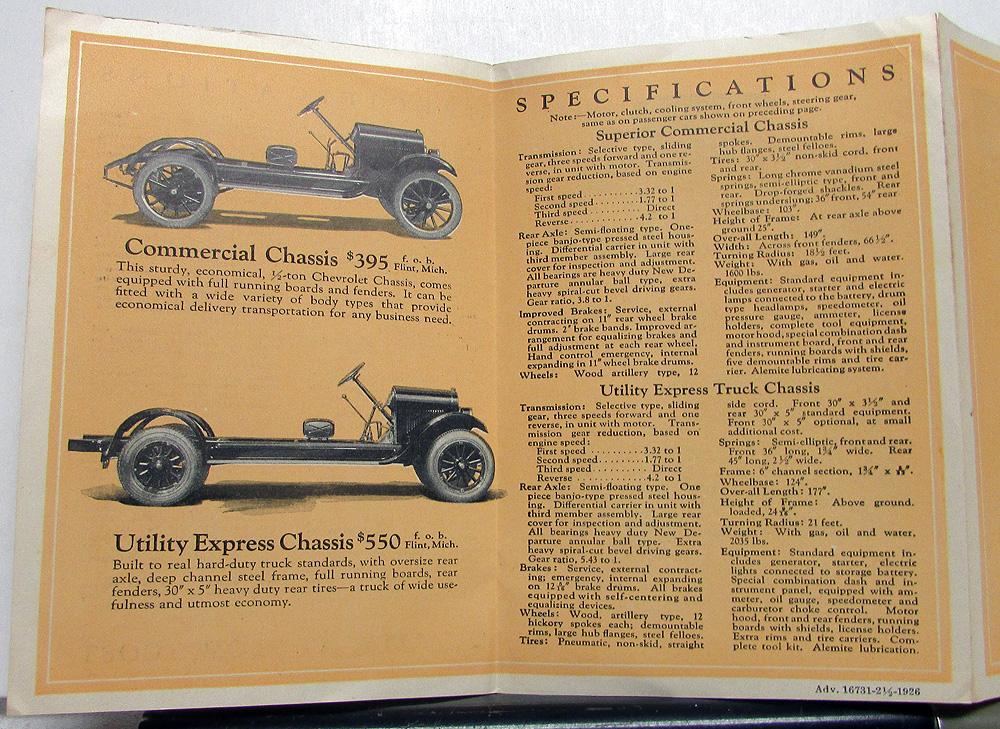 Commercial Chassis $395 f. o. b. Flint, Mich.
This sturdy, economical, ½-ton Chevrolet Chassis, comes
equipped with full running boards and fenders. It can be
fitted with a wide variety of body types that provide
economical delivery transportation for any business need.
Utility Express Chassis $550 f. o. b. Flint, Mich.
Built to real hard-duty truck standards, with oversize rear
axle, deep channel steel frame, full running boards, rear
fenders, 30" x 5" heavy duty rear tires—a truck of wide use-
fulness and utmost economy.
SPECIFICATIONS
Note:—Motor, clutch, cooling system, front wheels, steering gear,
same as on passenger cars shown on preceding page.
Superior Commercial Chassis
Transmission: Selective type, sliding
gear, three speeds forward and one re-
verse, in unit with motor. Transmis-
sion gear reduction, based on engine
speed:
First speed ........... 3.32 to 1
Second speed .......... 1.77 to 1
Third speed ........ Direct
Reverse ............ 4.2 to 1
Rear Axle: Semi-floating type. One-
piece banjo-type pressed steel hous-
ing. Differential carrier in unit with
third member assembly. Large rear
cover for inspection and adjustment.
All bearings are heavy duty New De-
parture annular ball type, extra
heavy spiral-cut bevel driving gears.
Gear ratio, 3.8 to 1.
Improved Brakes: Service, external
contracting on 11" rear wheel brake
drums. 2" brake bands. Improved ar-
rangement for equalizing brakes and
full adjustment at each rear wheel.
Hand control emergency, internal
expanding in 11" wheel brake drums.
Wheels: Wood artillery type, 12
spokes. Demountable rims, large
hub flanges, steel felloes.
Tires: 30" x 3½" non-skid cord. front
and rear.
Springs: Long chrome vanadium steel
springs, semi-elliptic type, front and
rear. Drop-forged shackles. Rear
springs underslung; 36" front, 54" rear
Wheelbase: 103".
Height of Frame: At rear axle above
ground 25".
Over-all Length: 149".
Width: Across front fenders, 66½".
Turning Radius: 18½ feet.
Weight: With gas, oil and water.
1600 lbs.
Equipment: Standard equipment in-
cludes generator, starter and electric
lamps connected to the battery, drum
type headlamps, speedometer, oil
pressure gauge, ammeter, license
holders, complete tool equipment,
motor hood, special combination dash
and instrument board, front and rear
fenders, running boards with shields,
five demountable rims and tire car-
rier. Alemite lubricating system.
Utility Express Truck Chassis
Transmission: Selective type, sliding
gear, three speeds forward and one
reverse, in unit with motor. Trans-
mission gear reduction, based on
engine speed:
First speed .......... 3.32 to 1
Second speed ......... 1.77 to 1
Third speed .......... Direct
Reverse ............. 4.2 to 1
Rear Axle: Semi-floating type. One
piece banjo-type pressed steel hous-
ing. Differential carrier in unit with
third member assembly. Large rear
cover for inspection and adjustment.
All bearings heavy duty New De-
parture annular ball type. Extra
heavy spiral-cut bevel driving gears.
Gear ratio, 5.43 to 1.
Brakes: Service, external contract-
ing; emergency, internal expanding
on brake drums. All brakes
equipped with self-centering and
equalizing devices.
Wheels: Wood, artillery type, 12
hickory spokes each; demountable
rims, large hub flanges, steel felloes.
Tires: Pneumatic, non-skid, straight
side cord. Front 30" x 3½" and
rear 30" x 5" standard equipment.
Front 30" x 5" optional, at small
additional cost.
Springs: Semi-elliptic, front and rear.
Front 36" long, 1¾" wide. Rear
45" long, 2½" wide.
Frame: 6" channel section, 1¾" x
Wheelbase: 124".
Over-all Length: 177".
Height of Frame: Above ground.
loaded,
Turning Radius: 21 feet.
Weight: With gas, oil and water,
2035 lbs.
Equipment: Standard equipment in-
cludes generator, starter, electric
lights connected to storage battery.
Special combination dash and in-
strument panel, equipped with am-
meter, oil gauge, speedometer and
carburetor choke control. Motor
hood, front and rear fenders, running
boards with shields, license holders.
Extra rims and tire carriers. Com-
plete tool kit. Alemite lubrication.
Adv. 16731-2½-1926